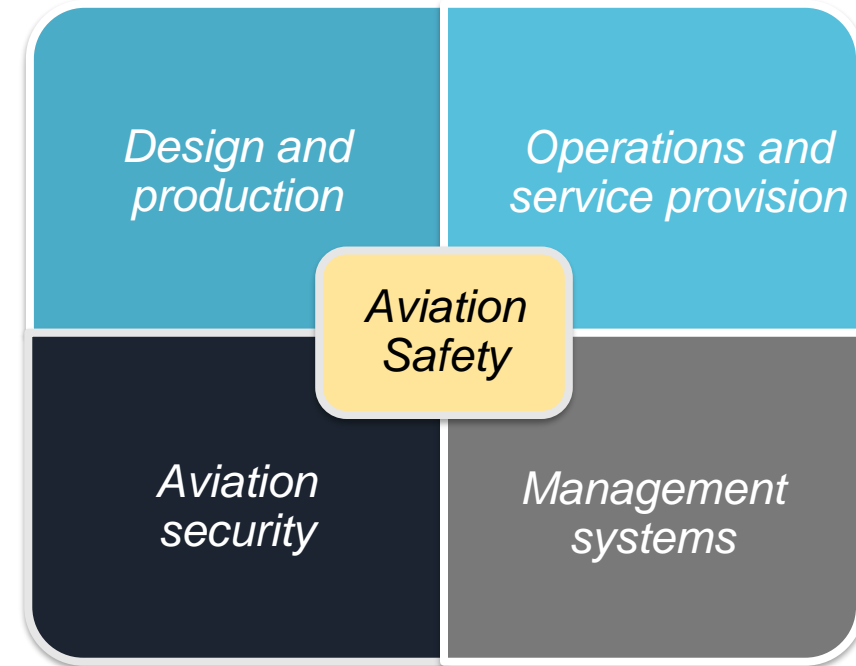 Design and
production
Operations and
service provision
Aviation
Safety
Aviation
security
Management
systems